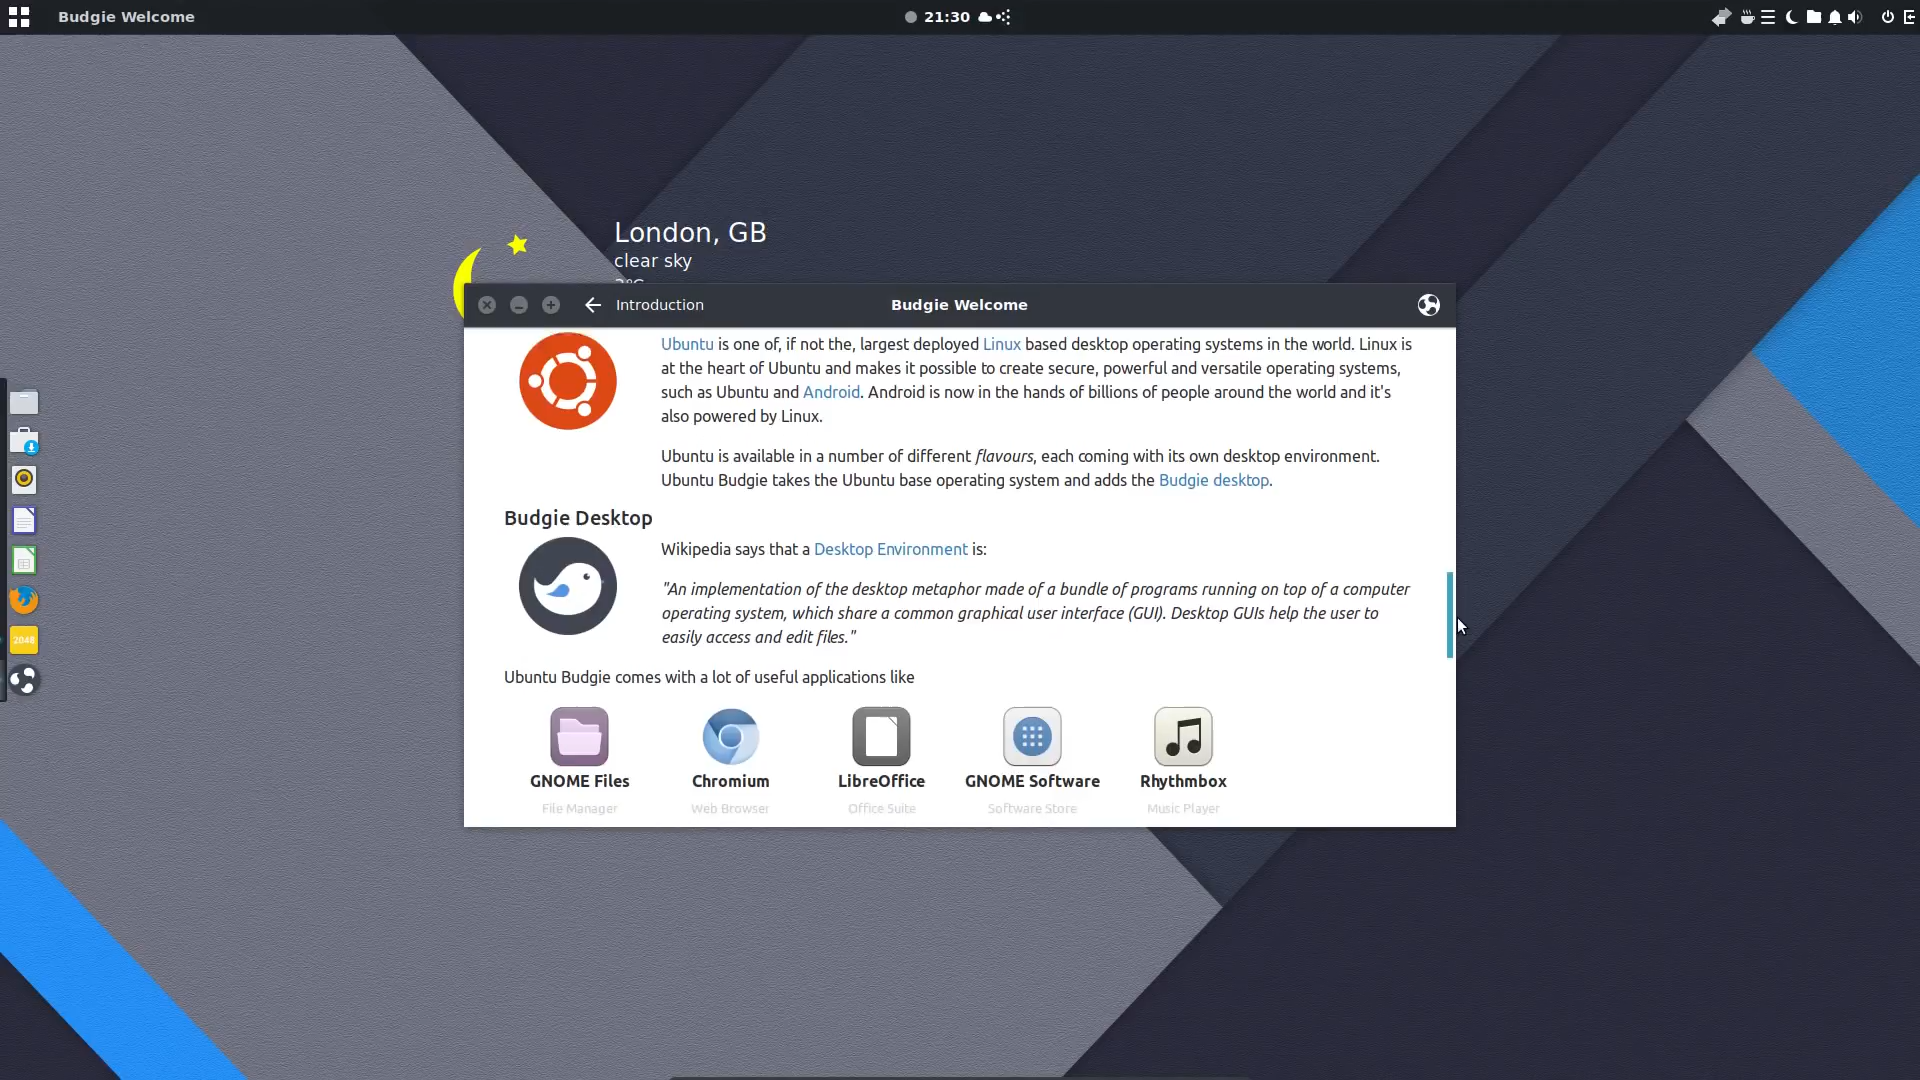 Budgie Welcome
21:30
London, GB
clear sky
Introduction
Budgie Welcome
Ubuntu is one of, if not the, largest deployed Linux based desktop operating systems in the world. Linux is
at the heart of Ubuntu and makes it possible to create secure, powerful and versatile operating systems,
such as Ubuntu and Android. Android is now in the hands of billions of people around the world and it's
also powered by Linux.
Ubuntu is available in a number of different flavours, each coming with its own desktop environment.
Ubuntu Budgie takes the Ubuntu base operating system and adds the Budgie desktop.
Budgie Desktop
Wikipedia says that a Desktop Environment is:
"An implementation of the desktop metaphor made of a bundle of programs running on top of a computer
operating system, which share a common graphical user interface (GUI). Desktop GUIs help the user to
easily access and edit files."
2048
Ubuntu Budgie comes with a lot of useful applications like
GNOME Files Chromium LibreOffice GNOME Software Rhythmbox
File Manager Web Browser Office Suite Software Store Music Player